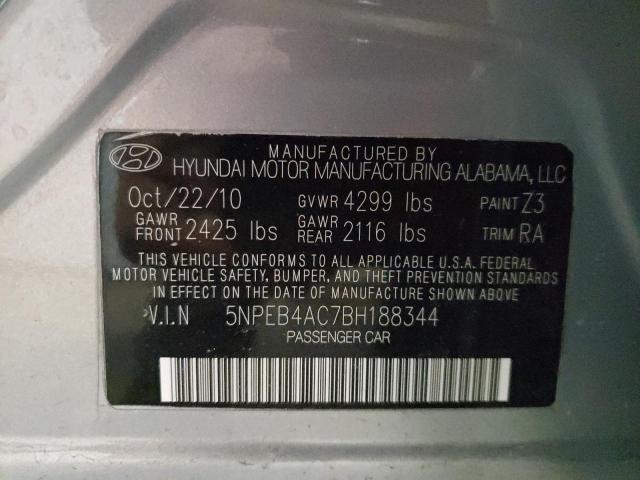 MANUFACTURED BY
HYUNDAI MOTOR MANUFACTURING ALABAMA, LLC
Oct/22/10 GVWR 4299 lbs PAINT Z3
GAWR FRONT 2425 lbs GAWR REAR 2116 lbs TRIM RA
THIS VEHICLE CONFORMS TO ALL APPLICABLE U.S.A. FEDERAL
MOTOR VEHICLE SAFETY, BUMPER, AND THEFT PREVENTION STANDARDS
IN EFFECT ON THE DATE OF MANUFACTURE SHOWN ABOVE.
V.I.N 5NPEB4AC7BH188344
PASSENGER CAR